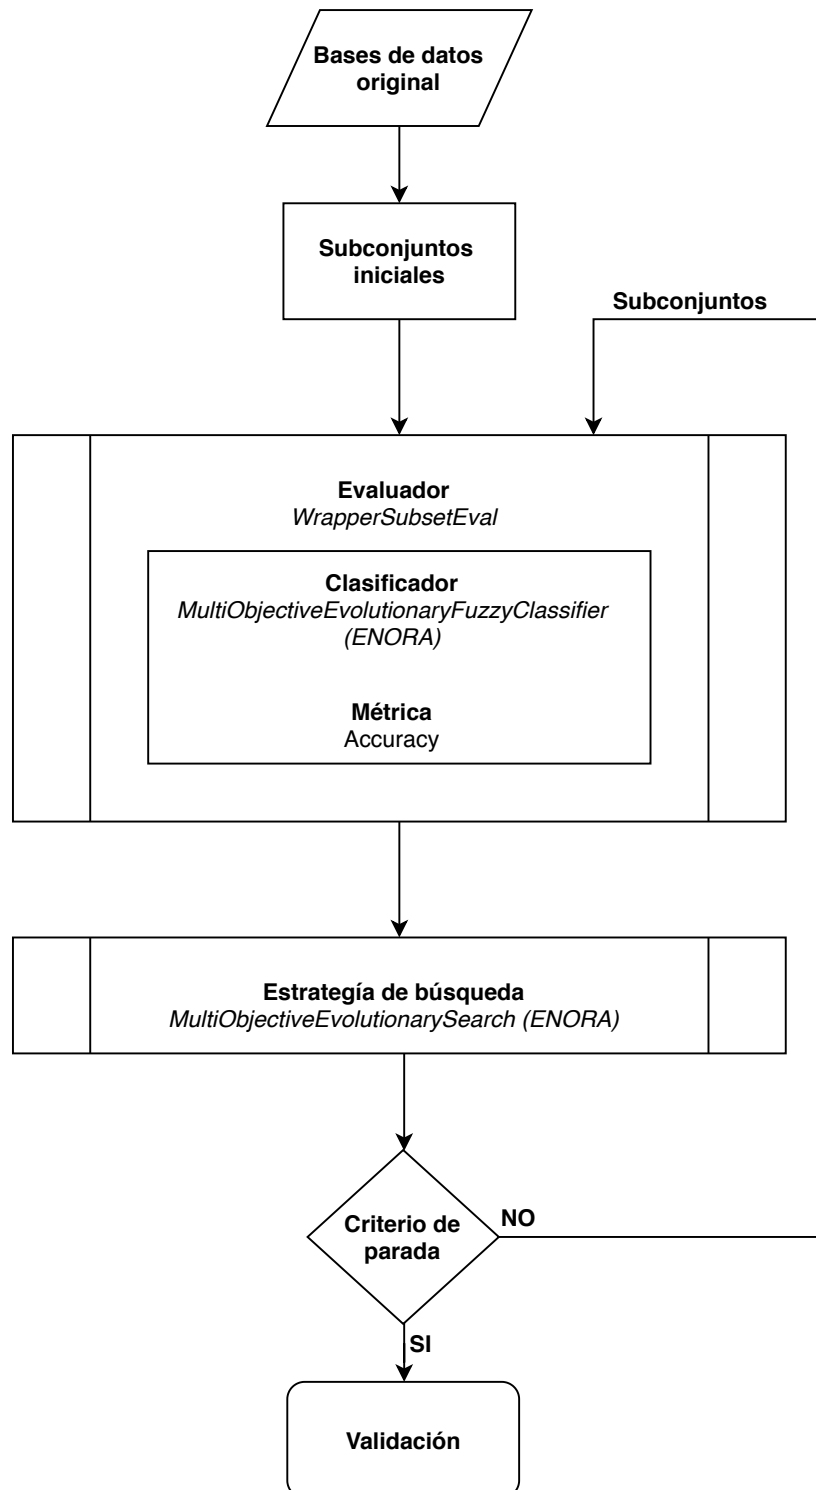 Bases de datos
original
Subconjuntos
iniciales
Subconjuntos
Evaluador
WrapperSubsetEval
Clasificador
MultiObjectiveEvolutionaryFuzzyClassifier
(ENORA)
Métrica
Accuracy
Estrategía de búsqueda
MultiObjectiveEvolutionarySearch (ENORA)
Criterio de
parada
NO
SI
Validación